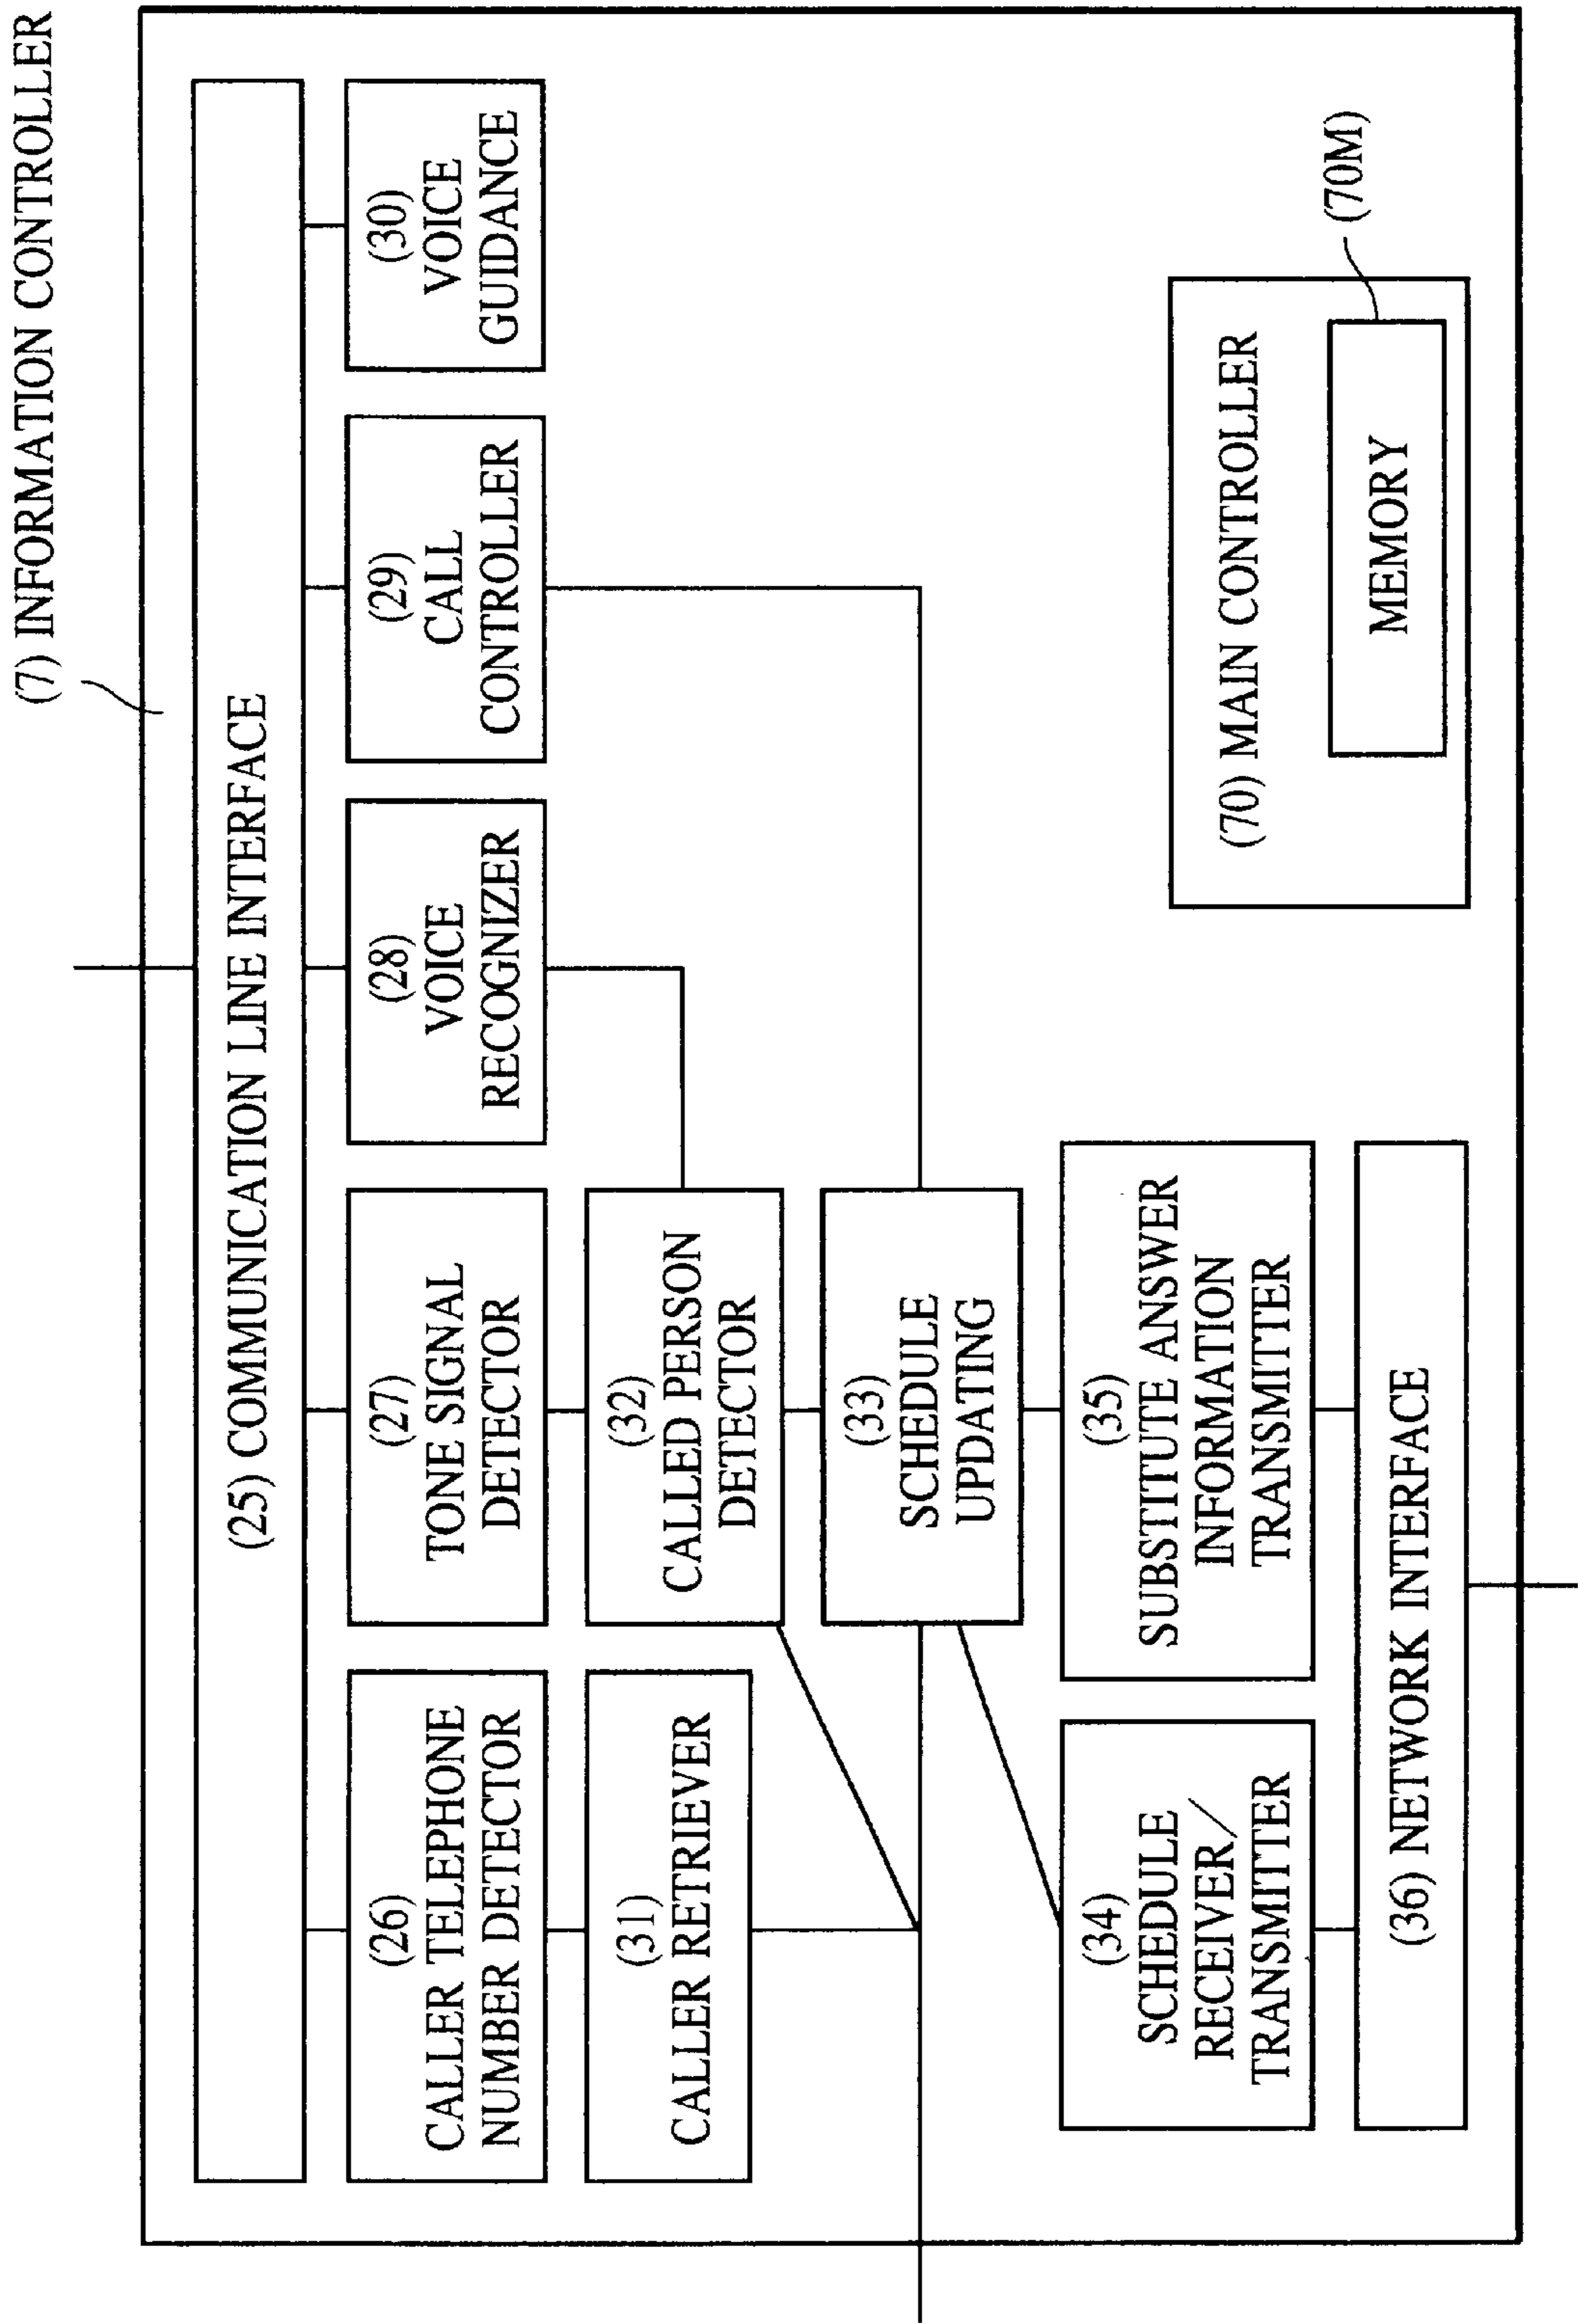 (7) INFORMATION CONTROLLER
(25) COMMUNICATION LINE INTERFACE
(26)
CALLER TELEPHONE
NUMBER DETECTOR
(27)
TONE SIGNAL
DETECTOR
(28)
VOICE
RECOGNIZER
(29)
CALL
CONTROLLER
(30)
VOICE
GUIDANCE
(31)
CALLER RETRIEVER
(32)
CALLED PERSON
DETECTOR
(33)
SCHEDULE
UPDATING
(34)
SCHEDULE
RECEIVER/
TRANSMITTER
(35)
SUBSTITUTE ANSWER
INFORMATION
TRANSMITTER
(36) NETWORK INTERFACE
(70) MAIN CONTROLLER
MEMORY
(70M)